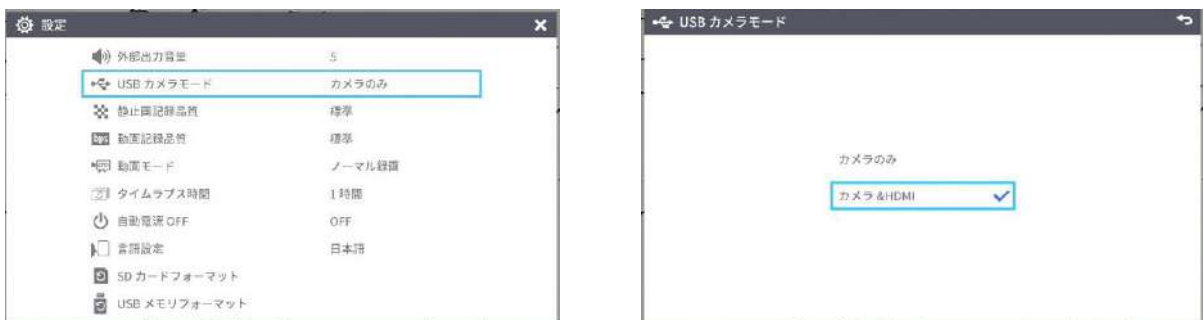 設定
外部出力音量 5
USB カメラモード カメラのみ
静止画記録品質 標準
動画記録品質 標準
動画モード ノーマル録画
タイムラプス時間 1 時間
自動電源 OFF OFF
言語設定 日本語
SD カードフォーマット
USB メモリフォーマット
USB カメラモード
カメラのみ
カメラ &HDMI